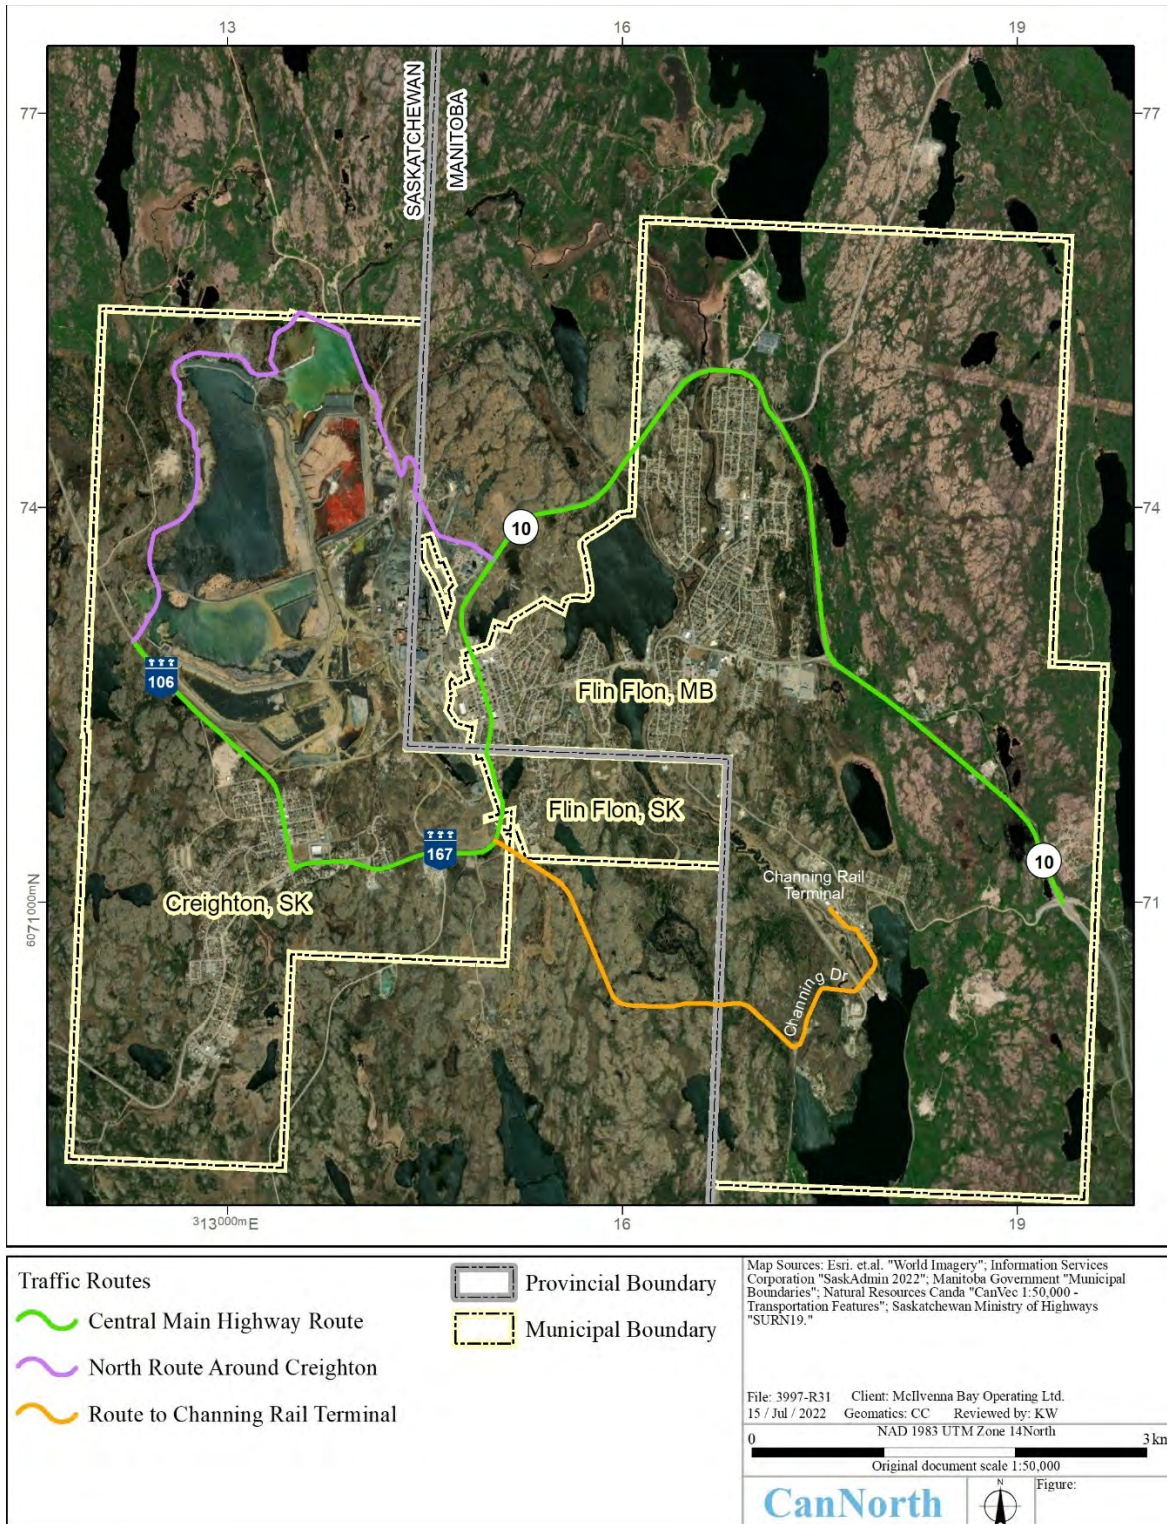 13 16 19
77 77
SASKATCHEWAN
MANITOBA
74 74
10
106
Flin Flon, MB
Flin Flon, SK
167
10
Channing Rail
Terminal
Creighton, SK
6071000mN
71
Channing Dr
313000mE 16 19
Traffic Routes
Central Main Highway Route
North Route Around Creighton
Route to Channing Rail Terminal
Provincial Boundary
Municipal Boundary
Map Sources: Esri. et.al. "World Imagery"; Information Services
Corporation "SaskAdmin 2022"; Manitoba Government "Municipal
Boundaries"; Natural Resources Canda "CanVec 1:50,000 -
Transportation Features"; Saskatchewan Ministry of Highways
"SURN19."
File: 3997-R31 Client: McIlvenna Bay Operating Ltd.
15 / Jul / 2022 Geomatics: CC Reviewed by: KW
NAD 1983 UTM Zone 14North
0 3 km
Original document scale 1:50,000
CanNorth
N
Figure: